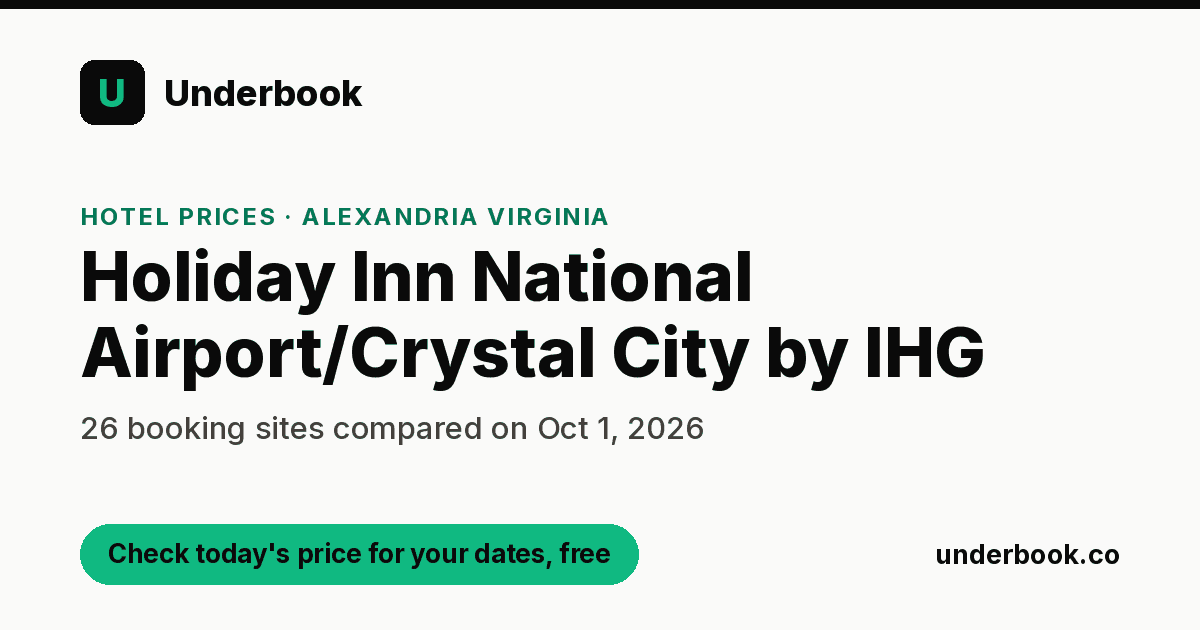 U
Underbook
HOTEL PRICES · ALEXANDRIA VIRGINIA
Holiday Inn National
Airport/Crystal City by IHG
26 booking sites compared on Oct 1, 2026
Check today's price for your dates, free
underbook.co